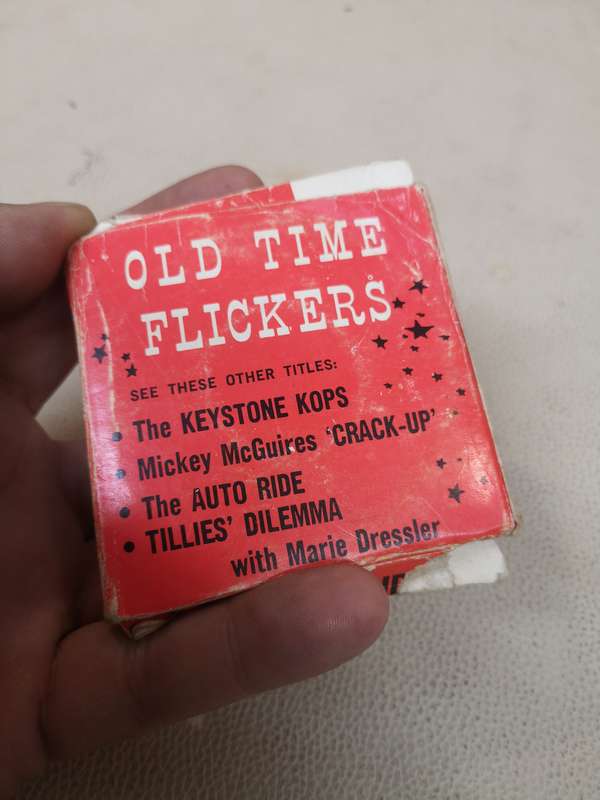 OLD TIME
FLICKERS
SEE THESE OTHER TITLES:
• The KEYSTONE KOPS
• Mickey McGuires 'CRACK-UP'
• The AUTO RIDE
• TILLIES' DILEMMA
with Marie Dressler